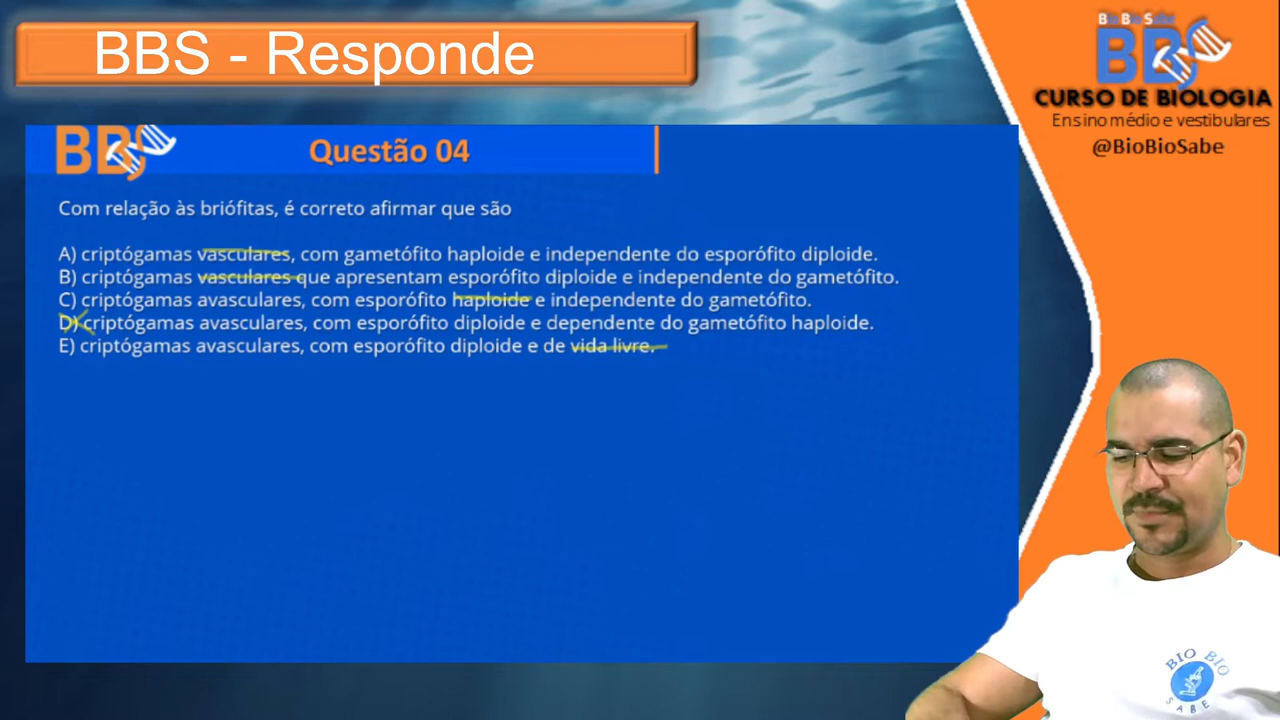 BBS - Responde
Bio Bio Sabe
BBS
CURSO DE BIOLOGIA
Ensino médio e vestibulares
@BioBioSabe
BBS
Questão 04
Com relação às briófitas, é correto afirmar que são
A) criptógamas vasculares, com gametófito haploide e independente do esporófito diploide.
B) criptógamas vasculares que apresentam esporófito diploide e independente do gametófito.
C) criptógamas avasculares, com esporófito haploide e independente do gametófito.
D) criptógamas avasculares, com esporófito diploide e dependente do gametófito haploide.
E) criptógamas avasculares, com esporófito diploide e de vida livre.
BIO BIO
SABE